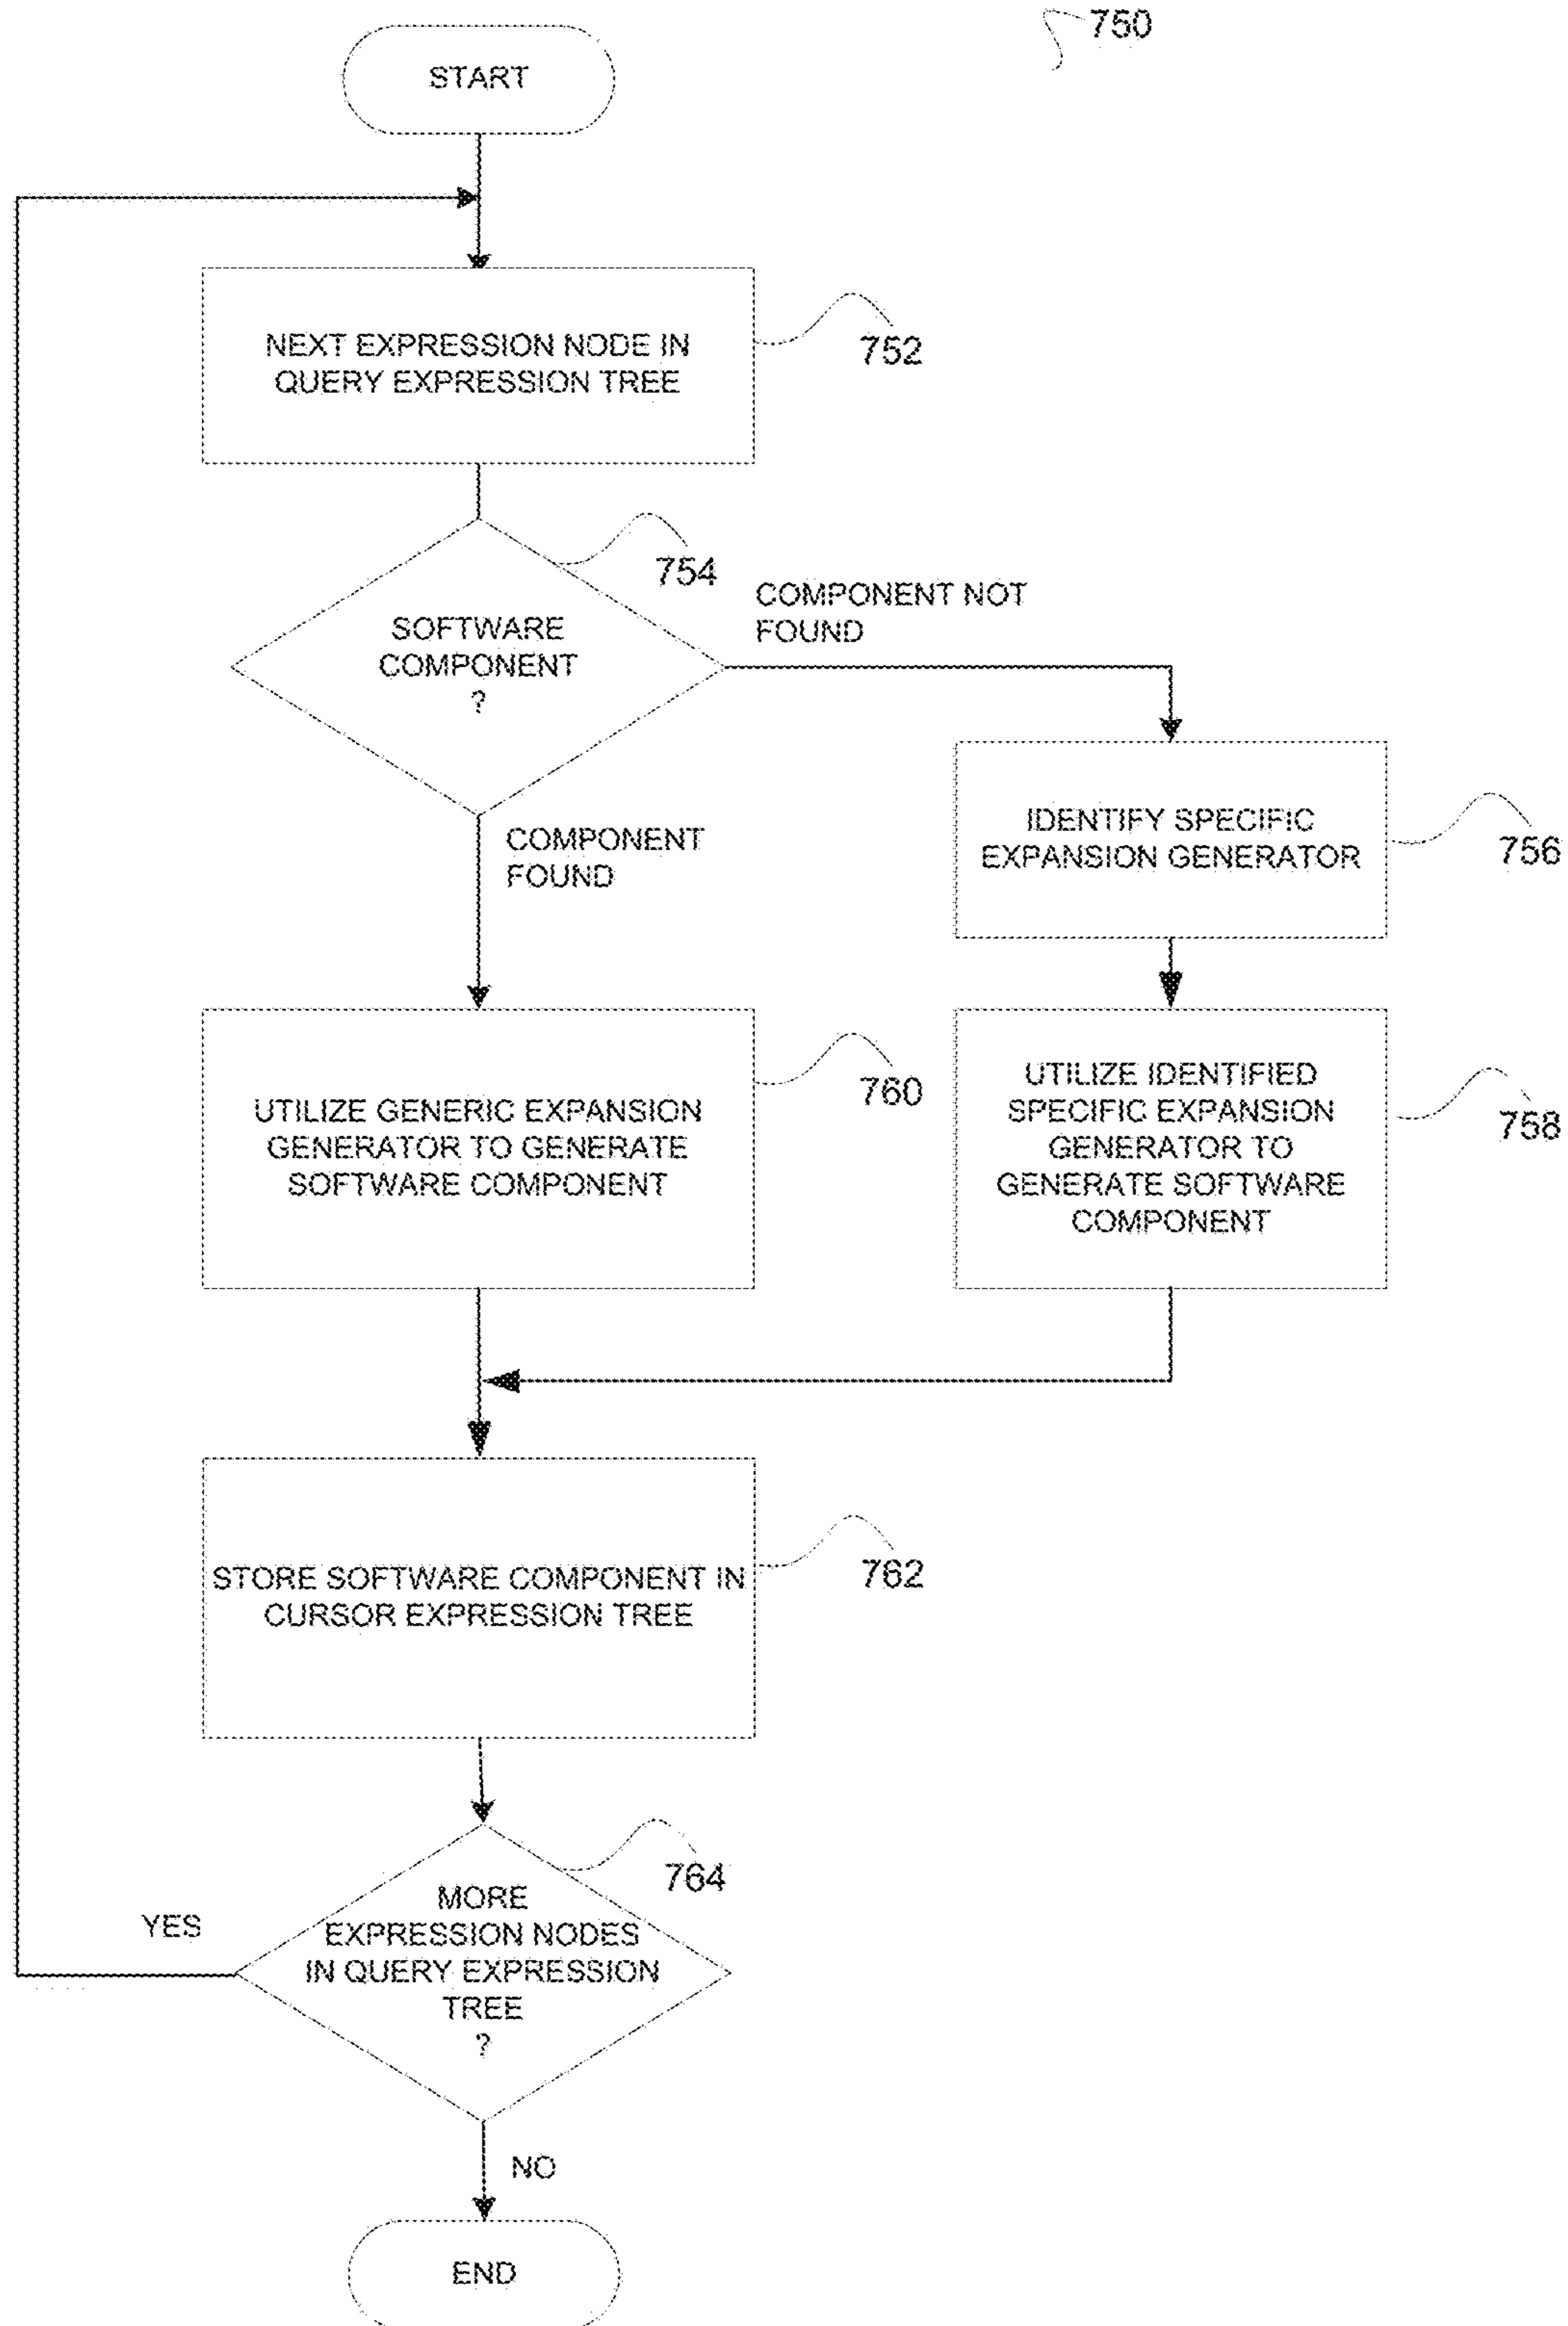 750
START
NEXT EXPRESSION NODE IN
QUERY EXPRESSION TREE
752
754
SOFTWARE
COMPONENT
?
COMPONENT NOT
FOUND
COMPONENT
FOUND
IDENTIFY SPECIFIC
EXPANSION GENERATOR
756
UTILIZE GENERIC EXPANSION
GENERATOR TO GENERATE
SOFTWARE COMPONENT
760
UTILIZE IDENTIFIED
SPECIFIC EXPANSION
GENERATOR TO
GENERATE SOFTWARE
COMPONENT
758
STORE SOFTWARE COMPONENT IN
CURSOR EXPRESSION TREE
762
764
MORE
EXPRESSION NODES
IN QUERY EXPRESSION
TREE
?
YES
NO
END